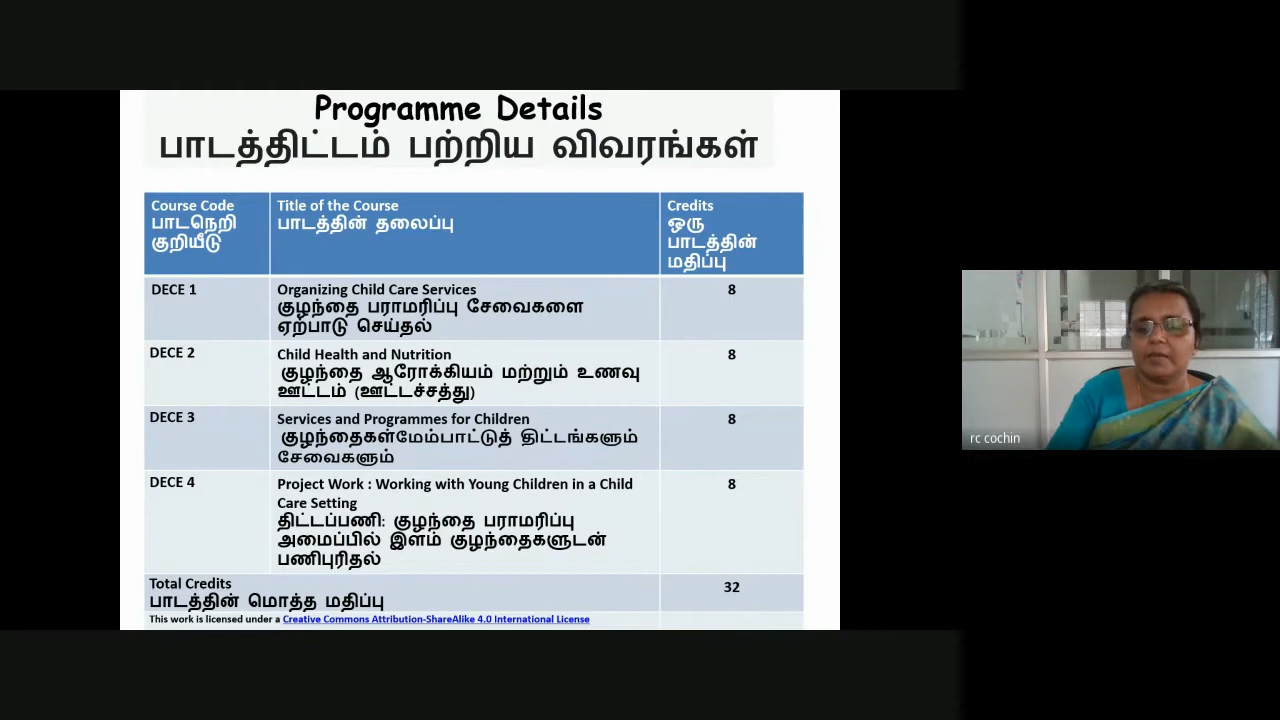 Programme Details
பாடத்திட்டம் பற்றிய விவரங்கள்
Course Code
பாடநெறி
குறியீடு
Title of the Course
பாடத்தின் தலைப்பு
Credits
ஒரு
பாடத்தின்
மதிப்பு
DECE 1
Organizing Child Care Services
குழந்தை பராமரிப்பு சேவைகளை
ஏற்பாடு செய்தல்
8
DECE 2
Child Health and Nutrition
குழந்தை ஆரோக்கியம் மற்றும் உணவு
ஊட்டம் (ஊட்டச்சத்து)
8
DECE 3
Services and Programmes for Children
குழந்தைகள்மேம்பாட்டுத் திட்டங்களும்
சேவைகளும்
8
DECE 4
Project Work : Working with Young Children in a Child
Care Setting
திட்டப்பணி: குழந்தை பராமரிப்பு
அமைப்பில் இளம் குழந்தைகளுடன்
பணிபுரிதல்
8
Total Credits
பாடத்தின் மொத்த மதிப்பு
32
This work is licensed under a Creative Commons Attribution-ShareAlike 4.0 International License
rc cochin